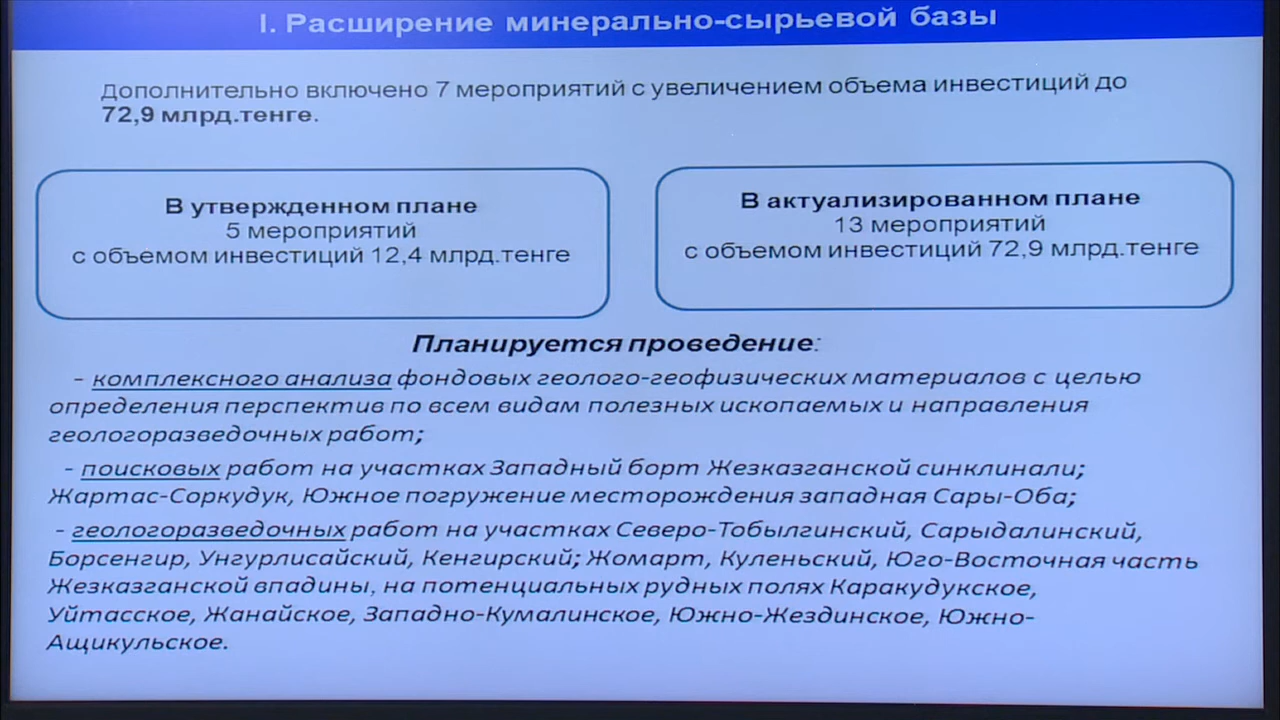 I. Расширение минерально-сырьевой базы
Дополнительно включено 7 мероприятий с увеличением объема инвестиций до
72,9 млрд.тенге.
В утвержденном плане
5 мероприятий
с объемом инвестиций 12,4 млрд.тенге
В актуализированном плане
13 мероприятий
с объемом инвестиций 72,9 млрд.тенге
Планируется проведение:
- комплексного анализа фондовых геолого-геофизических материалов с целью
определения перспектив по всем видам полезных ископаемых и направления
геологоразведочных работ;
- поисковых работ на участках Западный борт Жезказганской синклинали;
Жартас-Соркудук, Южное погружение месторождения западная Сары-Оба;
- геологоразведочных работ на участках Северо-Тобылгинский, Сарыдалинский,
Борсенгир, Унгурлисайский, Кенгирский; Жомарт, Куленьский, Юго-Восточная часть
Жезказганской впадины, на потенциальных рудных полях Каракудукское,
Уйтасское, Жанайское, Западно-Кумалинское, Южно-Жездинское, Южно-
Ащикульское.